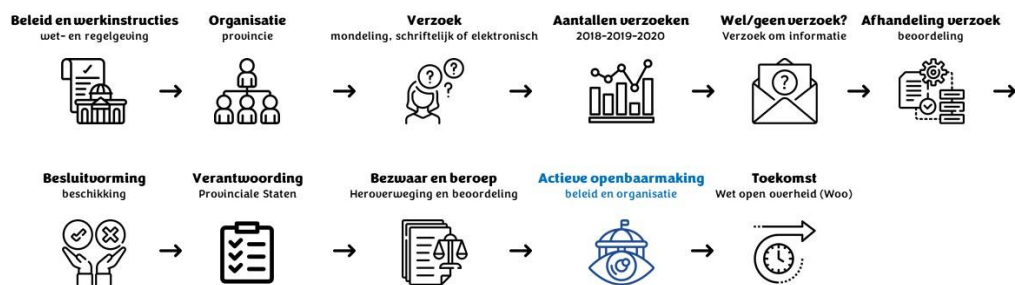 Beleid en werkinstructies
wet- en regelgeving
Organisatie
provincie
Verzoek
mondeling, schriftelijk of elektronisch
Aantallen verzoeken
2018-2019-2020
Wel/geen verzoek?
Verzoek om informatie
Afhandeling verzoek
beoordeling
Besluitvorming
beschikking
Verantwoording
Provinciale Staten
Bezwaar en beroep
Heroverweging en beoordeling
Actieve openbaarmaking
beleid en organisatie
Toekomst
Wet open overheid (Woo)